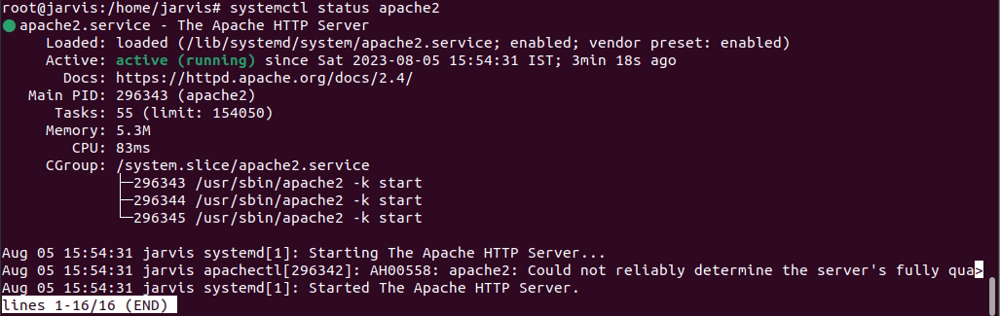 root@jarvis:/home/jarvis# systemctl status apache2
● apache2.service - The Apache HTTP Server
     Loaded: loaded (/lib/systemd/system/apache2.service; enabled; vendor preset: enabled)
     Active: active (running) since Sat 2023-08-05 15:54:31 IST; 3min 18s ago
       Docs: https://httpd.apache.org/docs/2.4/
   Main PID: 296343 (apache2)
      Tasks: 55 (limit: 154050)
     Memory: 5.3M
        CPU: 83ms
     CGroup: /system.slice/apache2.service
             ├─296343 /usr/sbin/apache2 -k start
             ├─296344 /usr/sbin/apache2 -k start
             └─296345 /usr/sbin/apache2 -k start

Aug 05 15:54:31 jarvis systemd[1]: Starting The Apache HTTP Server...
Aug 05 15:54:31 jarvis apachectl[296342]: AH00558: apache2: Could not reliably determine the server's fully qua>
Aug 05 15:54:31 jarvis systemd[1]: Started The Apache HTTP Server.
lines 1-16/16 (END)